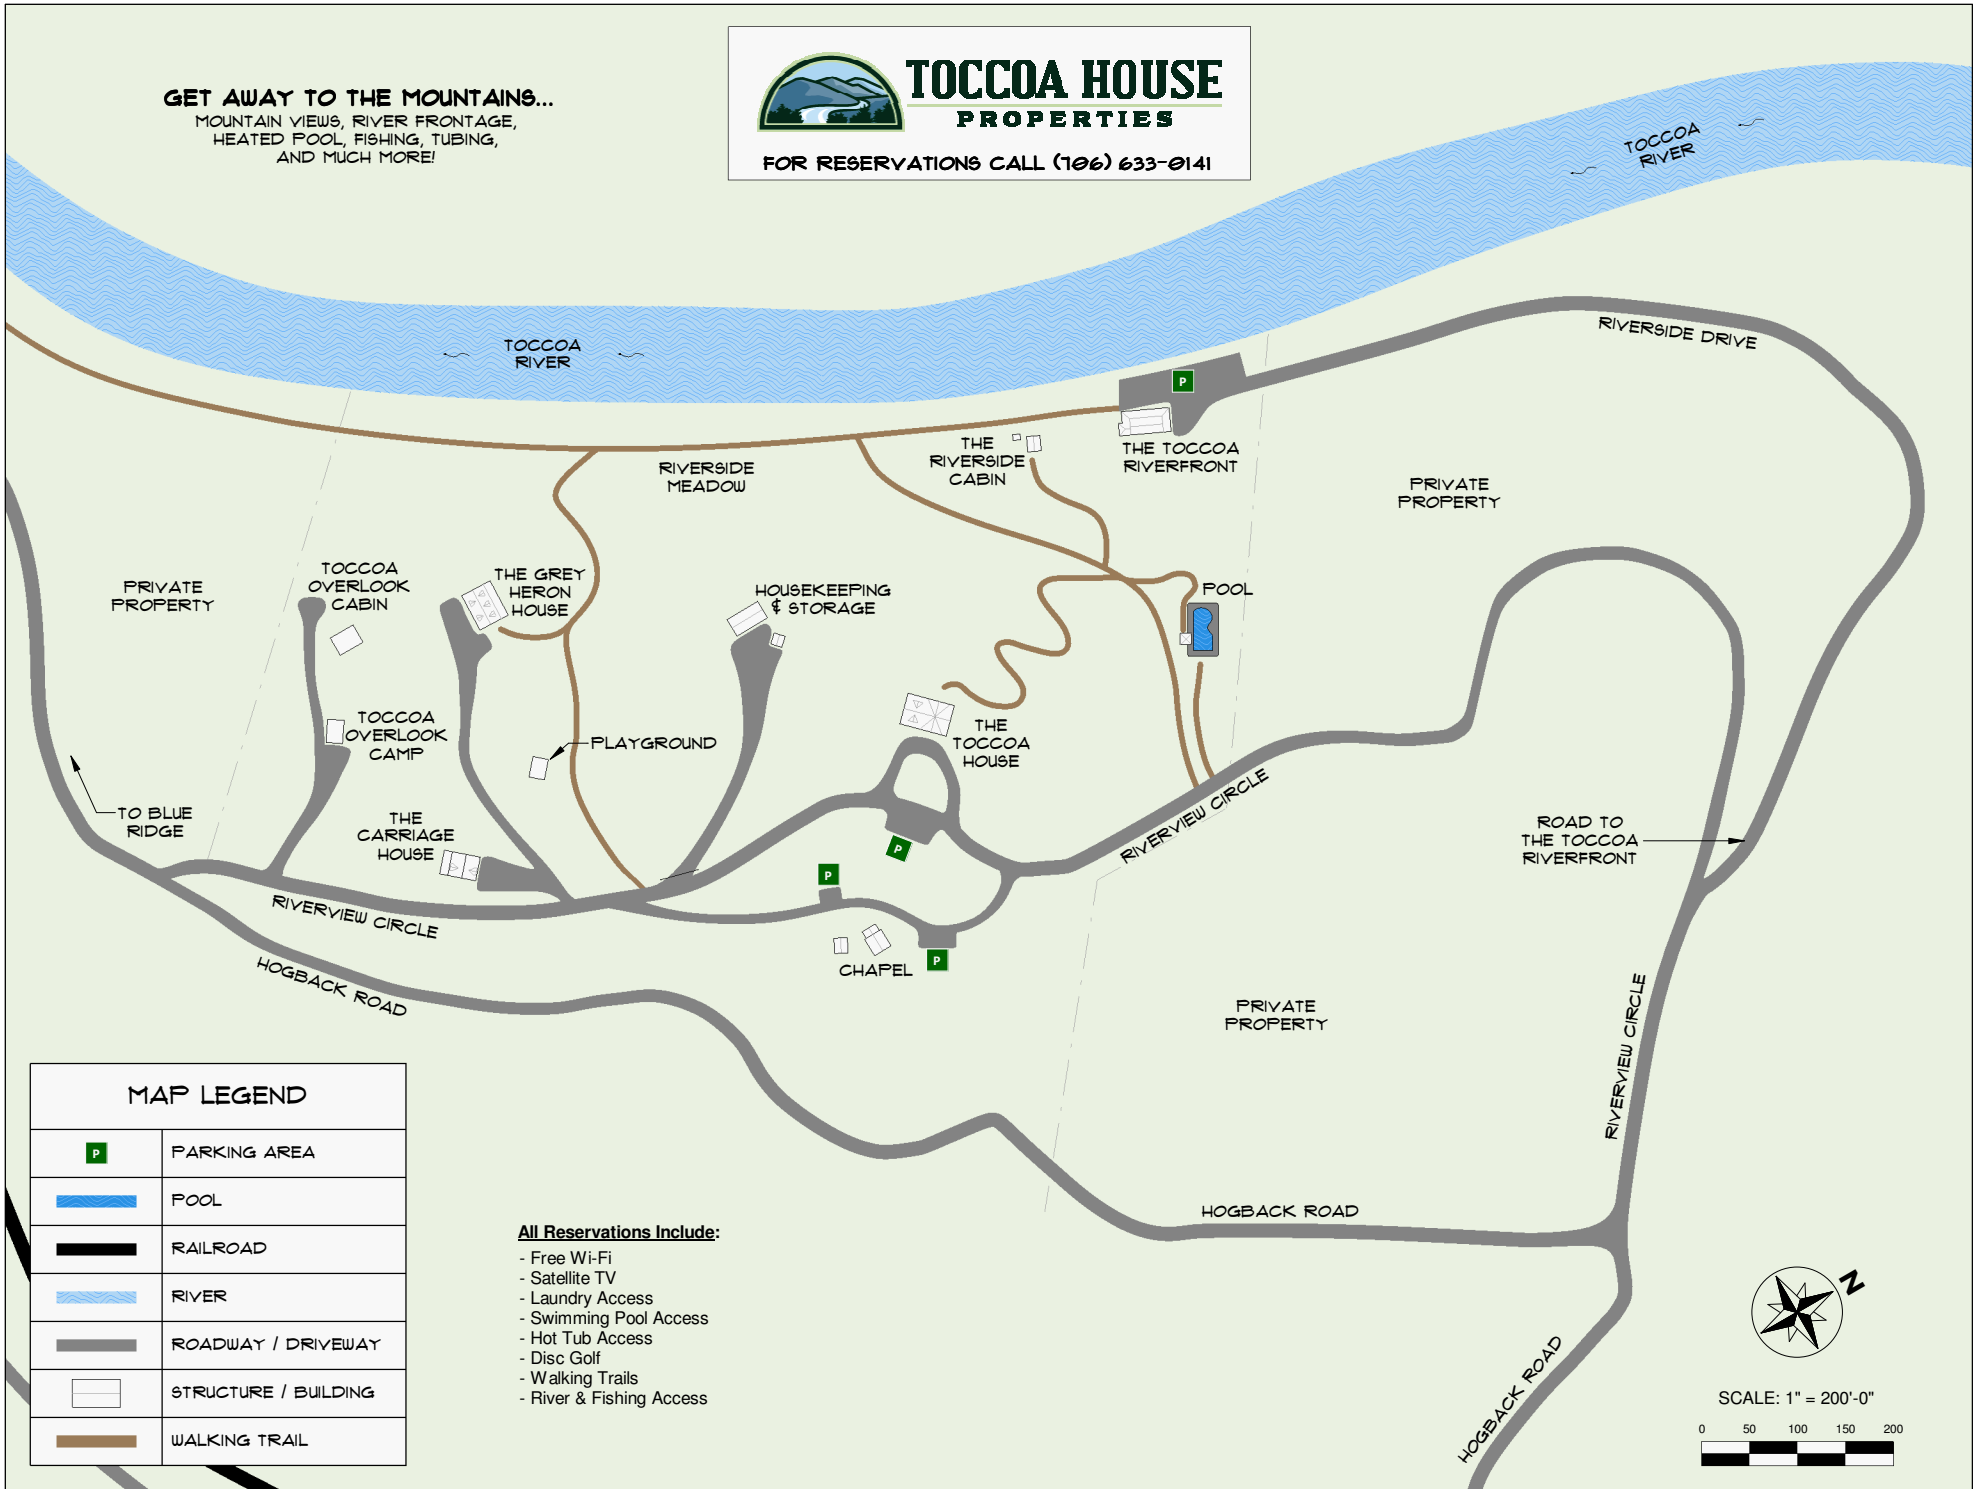 GET AWAY TO THE MOUNTAINS...
MOUNTAIN VIEWS, RIVER FRONTAGE,
HEATED POOL, FISHING, TUBING,
AND MUCH MORE!
TOCCOA HOUSE
PROPERTIES
FOR RESERVATIONS CALL (706) 633-0141
TOCCOA
RIVER
TOCCOA
RIVER
RIVERSIDE DRIVE
P
THE TOCCOA
RIVERFRONT
THE
RIVERSIDE
CABIN
RIVERSIDE
MEADOW
PRIVATE
PROPERTY
PRIVATE
PROPERTY
TOCCOA
OVERLOOK
CABIN
THE GREY
HERON
HOUSE
HOUSEKEEPING
& STORAGE
POOL
TOCCOA
OVERLOOK
CAMP
PLAYGROUND
THE
TOCCOA
HOUSE
TO BLUE
RIDGE
THE
CARRIAGE
HOUSE
P
P
P
CHAPEL
RIVERVIEW CIRCLE
RIVERVIEW CIRCLE
ROAD TO
THE TOCCOA
RIVERFRONT
HOGBACK ROAD
PRIVATE
PROPERTY
RIVERVIEW CIRCLE
HOGBACK ROAD
HOGBACK ROAD
MAP LEGEND
P PARKING AREA
POOL
RAILROAD
RIVER
ROADWAY / DRIVEWAY
STRUCTURE / BUILDING
WALKING TRAIL
All Reservations Include:
- Free Wi-Fi
- Satellite TV
- Laundry Access
- Swimming Pool Access
- Hot Tub Access
- Disc Golf
- Walking Trails
- River & Fishing Access
N
SCALE: 1" = 200'-0"
0 50 100 150 200